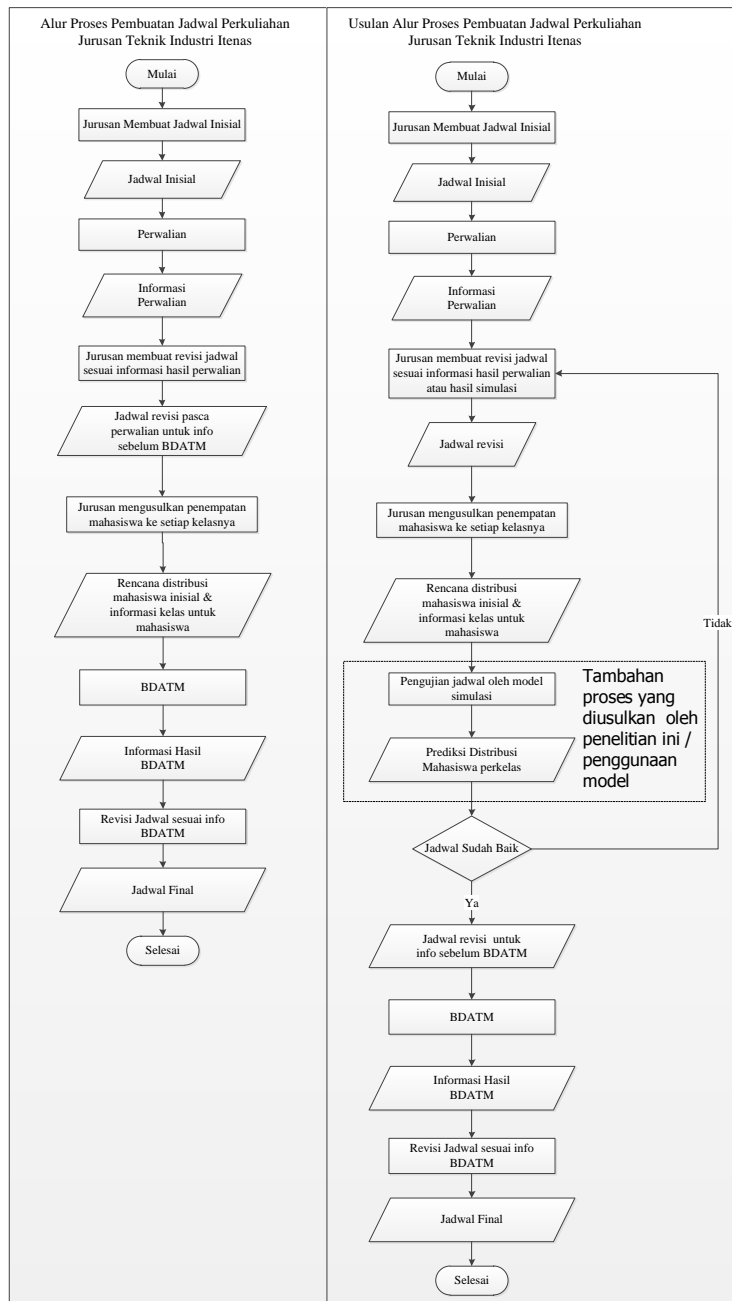 Alur Proses Pembuatan Jadwal Perkuliahan
Jurusan Teknik Industri Itenas
Mulai
Jurusan Membuat Jadwal Inisial
Jadwal Inisial
Perwalian
Informasi
Perwalian
Jurusan membuat revisi jadwal
sesuai informasi hasil perwalian
Jadwal revisi pasca
perwalian untuk info
sebelum BDATM
Jurusan mengusulkan penempatan
mahasiswa ke setiap kelasnya
Rencana distribusi
mahasiswa inisial &
informasi kelas untuk
mahasiswa
BDATM
Informasi Hasil
BDATM
Revisi Jadwal sesuai info
BDATM
Jadwal Final
Selesai
Usulan Alur Proses Pembuatan Jadwal Perkuliahan
Jurusan Teknik Industri Itenas
Mulai
Jurusan Membuat Jadwal Inisial
Jadwal Inisial
Perwalian
Informasi
Perwalian
Jurusan membuat revisi jadwal
sesuai informasi hasil perwalian
atau hasil simulasi
Jadwal revisi
Jurusan mengusulkan penempatan
mahasiswa ke setiap kelasnya
Rencana distribusi
mahasiswa inisial &
informasi kelas untuk
mahasiswa
Tidak
Pengujian jadwal oleh model
simulasi
Prediksi Distribusi
Mahasiswa perkelas
Tambahan
proses yang
diusulkan oleh
penelitian ini /
penggunaan
model
Jadwal Sudah Baik
Ya
Jadwal revisi untuk
info sebelum BDATM
BDATM
Informasi Hasil
BDATM
Revisi Jadwal sesuai info
BDATM
Jadwal Final
Selesai